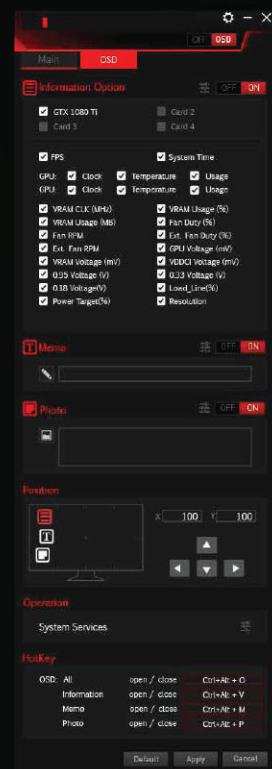 OFF OSD
Main OSD
Information Option OFF ON
GTX 1080 Ti Card 2
Card 3 Card 4
FPS System Time
GPU: Clock Temperature Usage
GPU: Clock Temperature Usage
VRAM CLK (MHz) VRAM Usage (%)
VRAM Usage (MB) Fan Duty (%)
Fan RPM Ext. Fan Duty (%)
Ext. Fan RPM GPU Voltage (mV)
VRAM Voltage (mV) VDDCI Voltage (mV)
0.95 Voltage (V) 0.33 Voltage (V)
0.18 Voltage(V) Load_Line(%)
Power Target(%) Resolution
T Memo OFF ON
Photo OFF ON
Position
X 100 Y 100
T
Operation
System Services
HotKey
OSD: All open / close Ctrl+Alt + O
Information open / close Ctrl+Alt + V
Memo open / close Ctrl+Alt + M
Photo open / close Ctrl+Alt + P
Default Apply Cancel